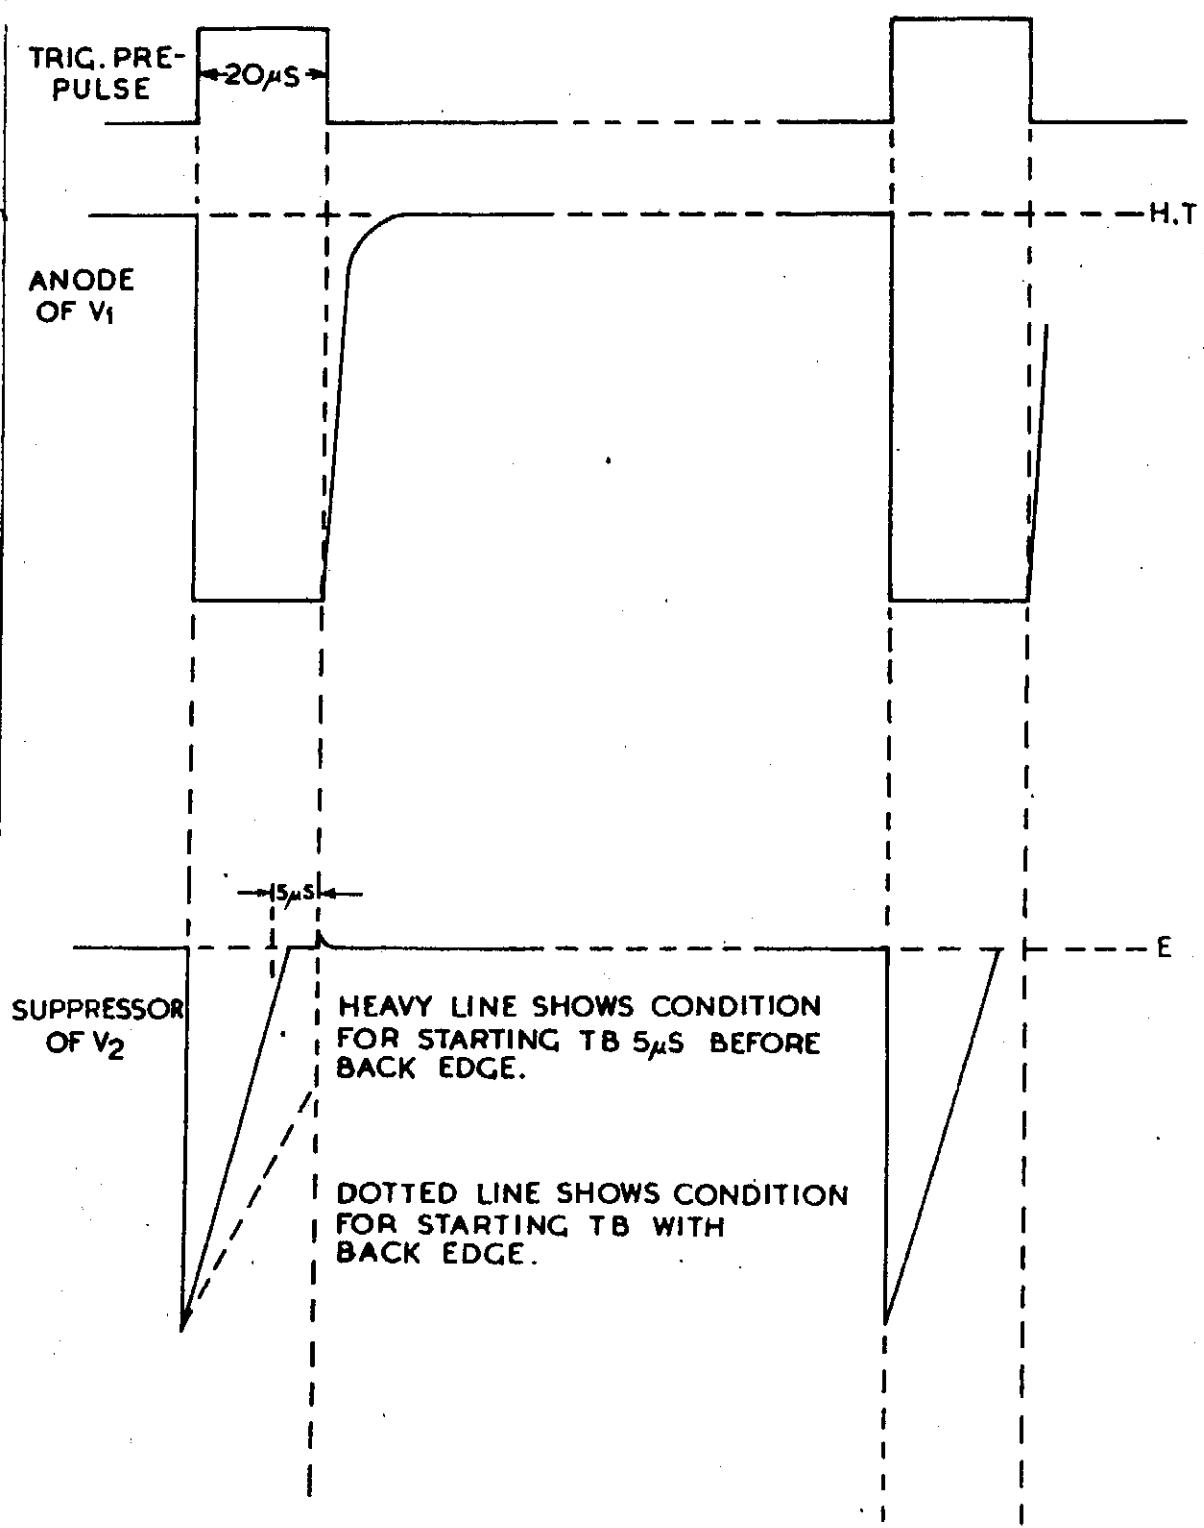 TRIG. PRE-
PULSE
20μS
H.T
ANODE
OF V1
5μS
E
SUPPRESSOR
OF V2
HEAVY LINE SHOWS CONDITION
FOR STARTING TB 5μS BEFORE
BACK EDGE.
DOTTED LINE SHOWS CONDITION
FOR STARTING TB WITH
BACK EDGE.